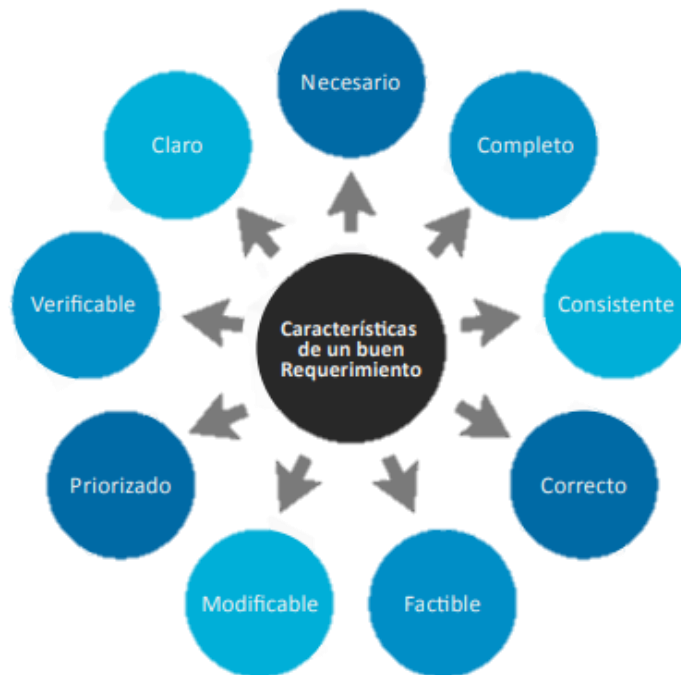 Necesario
Completo
Consistente
Correcto
Factible
Modificable
Priorizado
Verificable
Claro
Características
de un buen
Requerimiento